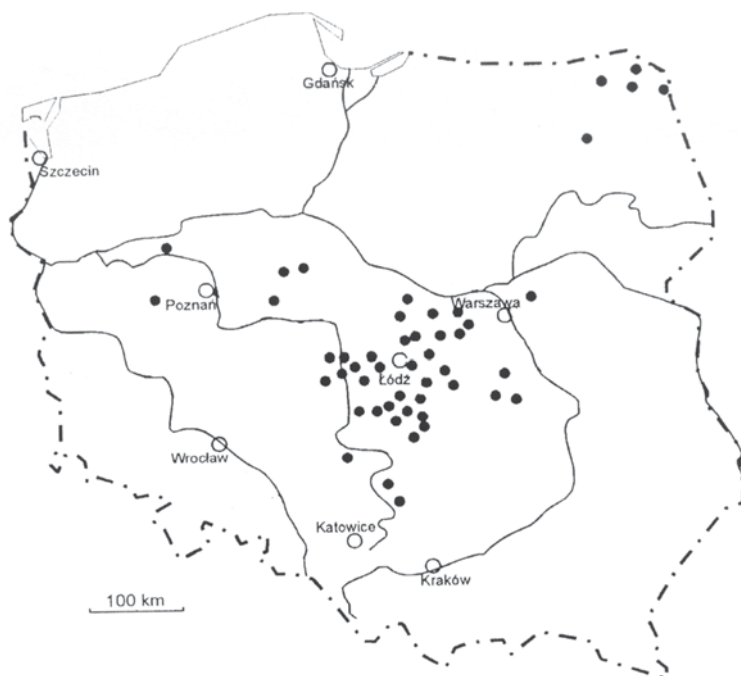 Gdańsk
Szczecin
Poznań
Warszawa
Łódź
Wrocław
Katowice
Kraków
100 km